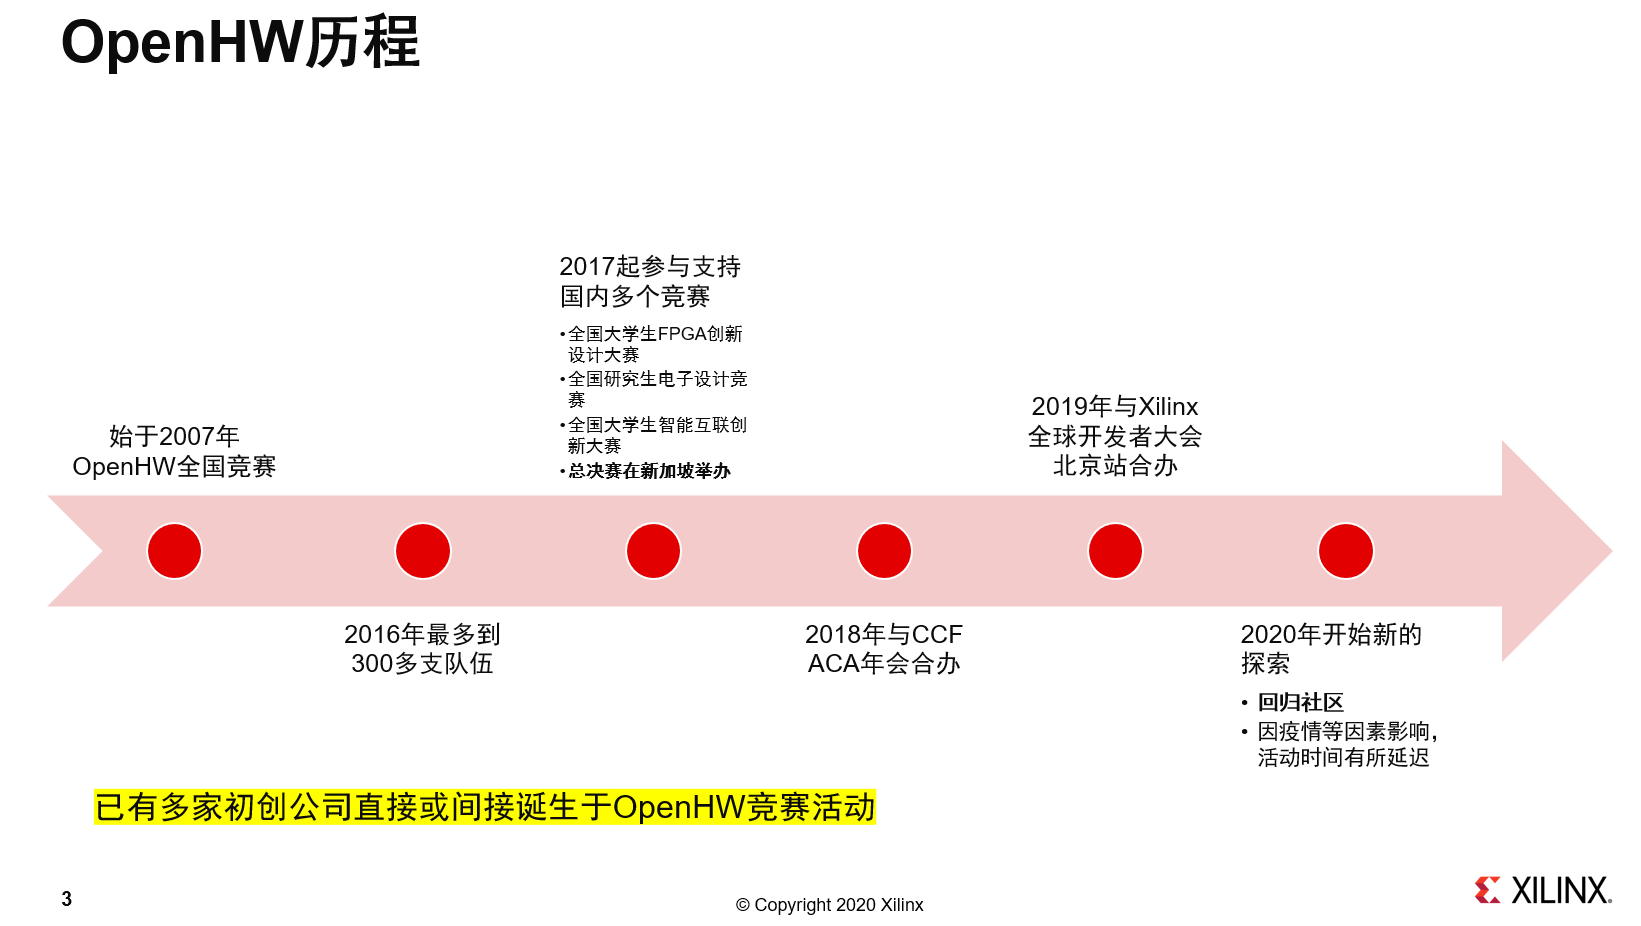 OpenHW历程
始于2007年
OpenHW全国竞赛
2016年最多到
300多支队伍
2017起参与支持
国内多个竞赛
•全国大学生FPGA创新
设计大赛
•全国研究生电子设计竞
赛
•全国大学生智能互联创
新大赛
•总决赛在新加坡举办
2018年与CCF
ACA年会合办
2019年与Xilinx
全球开发者大会
北京站合办
2020年开始新的
探索
• 回归社区
• 因疫情等因素影响，
活动时间有所延迟
已有多家初创公司直接或间接诞生于OpenHW竞赛活动
3
© Copyright 2020 Xilinx
XILINX.